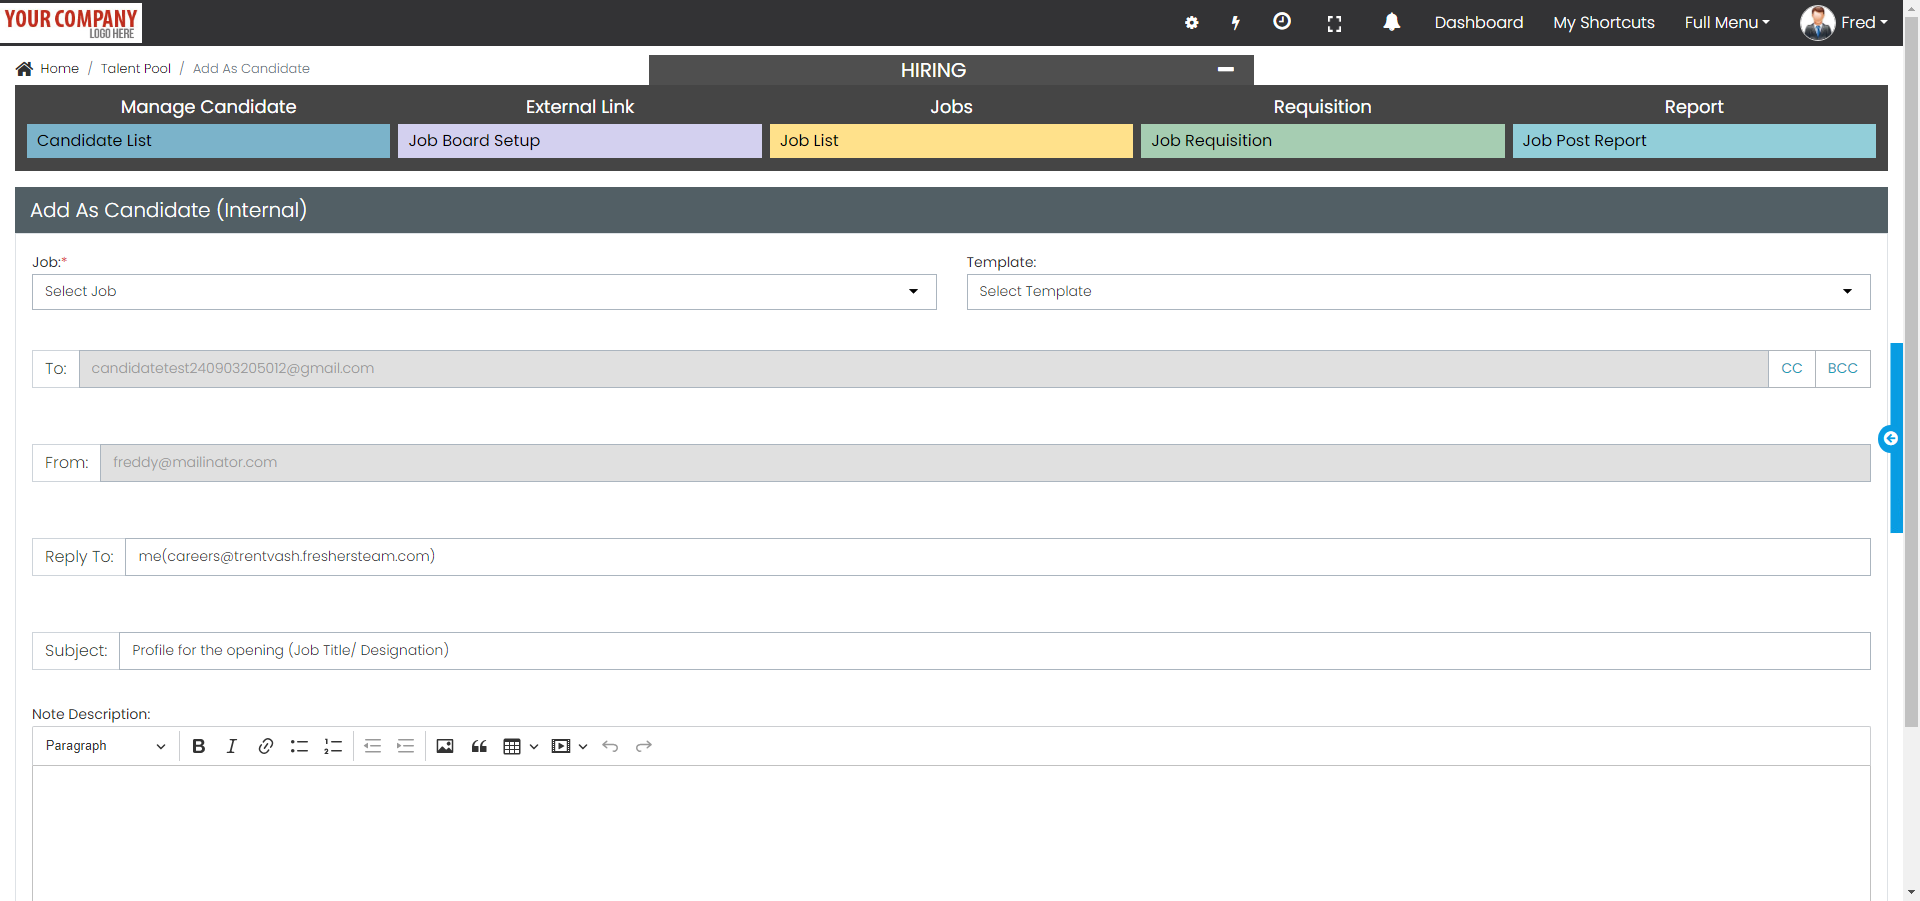 YOUR COMPANY
LOGO HERE
Dashboard My Shortcuts Full Menu Fred
Home / Talent Pool / Add As Candidate
HIRING
Manage Candidate External Link Jobs Requisition Report
Candidate List Job Board Setup Job List Job Requisition Job Post Report
Add As Candidate (Internal)
Job:* Template:
Select Job Select Template
To: candidatetest240903205012@gmail.com CC BCC
From: freddy@mailinator.com
Reply To: me(careers@trentvash.freshersteam.com)
Subject: Profile for the opening (Job Title/ Designation)
Note Description:
Paragraph